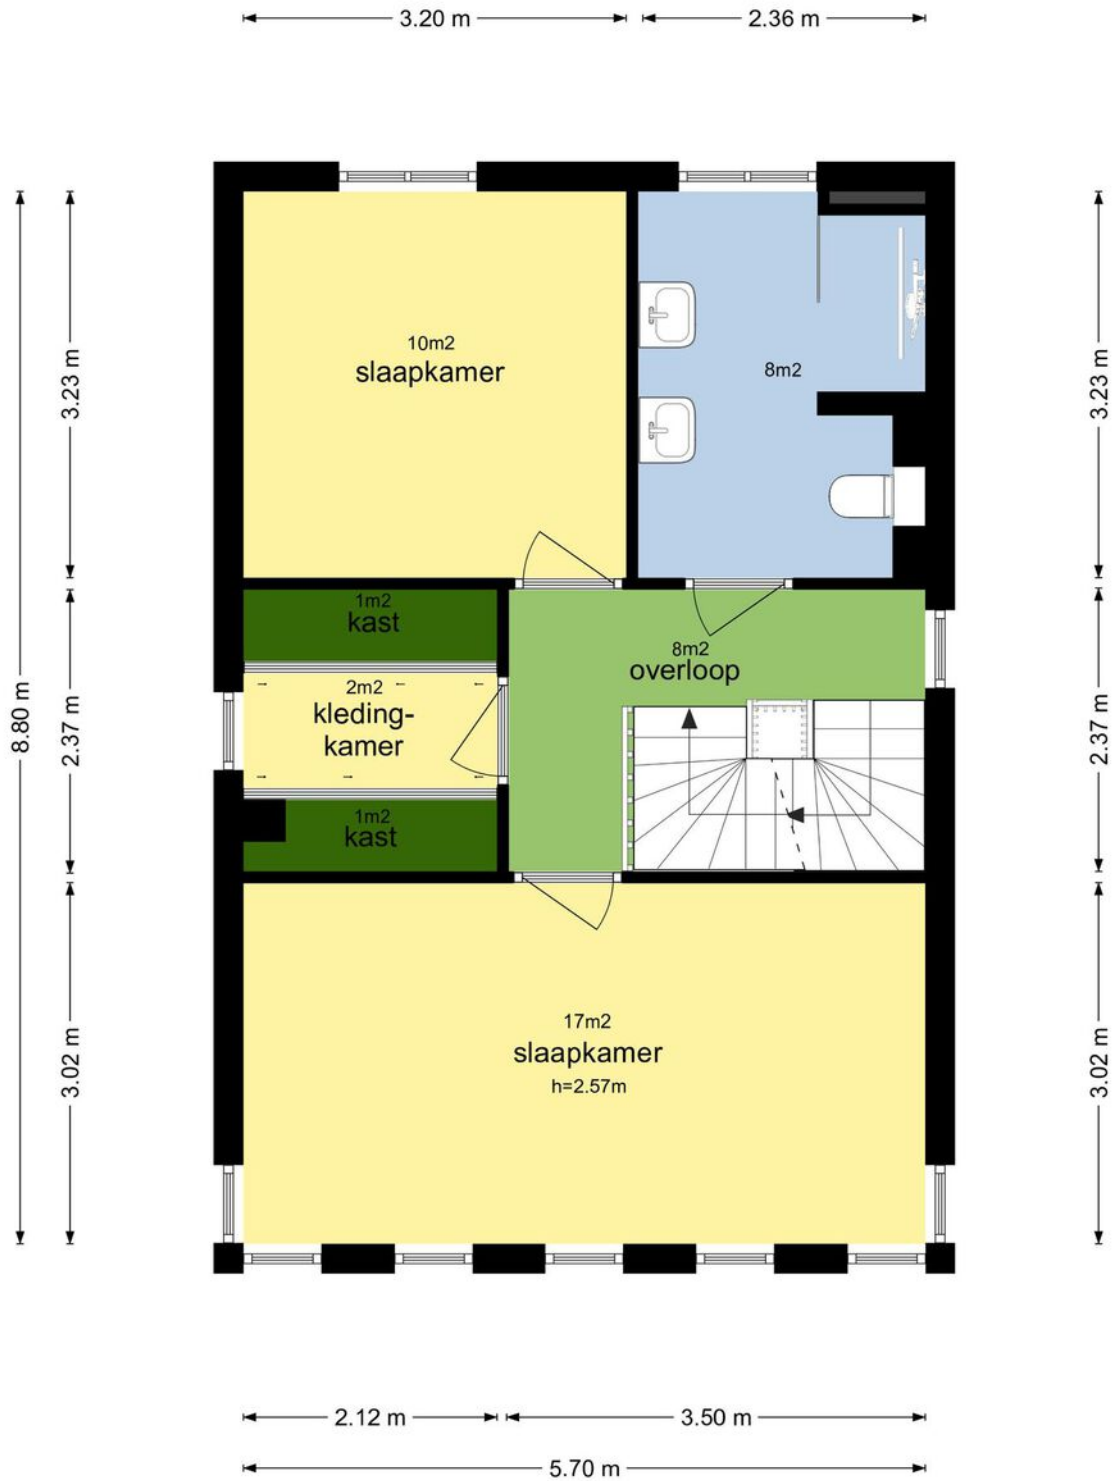 3.20 m
2.36 m
10m2
slaapkamer
8m2
3.23 m
3.23 m
1m2
kast
8m2
overloop
2m2
kleding-
kamer
8.80 m
2.37 m
2.37 m
1m2
kast
17m2
slaapkamer
h=2.57m
3.02 m
3.02 m
2.12 m
3.50 m
5.70 m